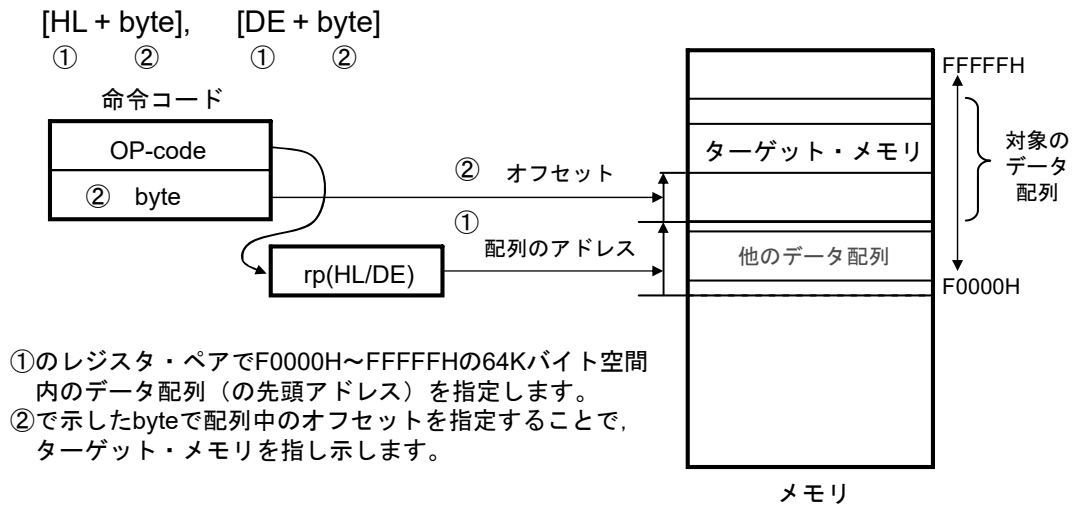 [HL + byte], [DE + byte]
① ② ① ②
命令コード
OP-code
② byte
② オフセット
①
配列のアドレス
rp(HL/DE)
FFFFFH
ターゲット・メモリ
対象の
データ
配列
他のデータ配列
F0000H
メモリ
①のレジスタ・ペアでF0000H～FFFFFHの64Kバイト空間
内のデータ配列（の先頭アドレス）を指定します。
②で示したbyteで配列中のオフセットを指定することで,
ターゲット・メモリを指し示します。